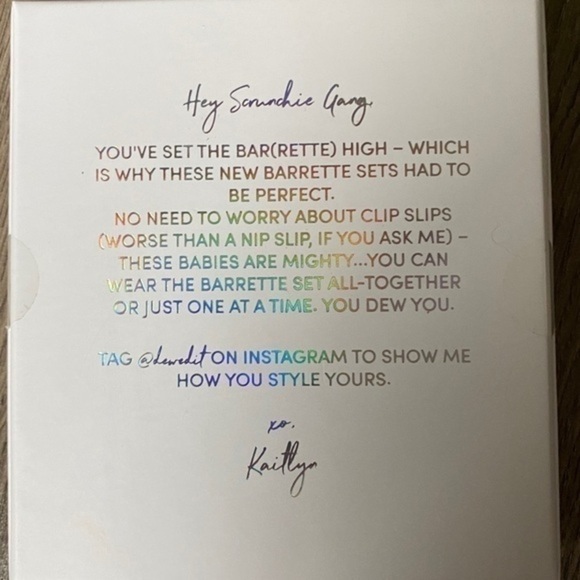 Hey Scrunchie Gang,
YOU'VE SET THE BAR(RETTE) HIGH – WHICH
IS WHY THESE NEW BARRETTE SETS HAD TO
BE PERFECT.
NO NEED TO WORRY ABOUT CLIP SLIPS
(WORSE THAN A NIP SLIP, IF YOU ASK ME) –
THESE BABIES ARE MIGHTY...YOU CAN
WEAR THE BARRETTE SET ALL-TOGETHER
OR JUST ONE AT A TIME. YOU DEW YOU.
TAG @dewedit ON INSTAGRAM TO SHOW ME
HOW YOU STYLE YOURS.
xo,
Kaitlyn